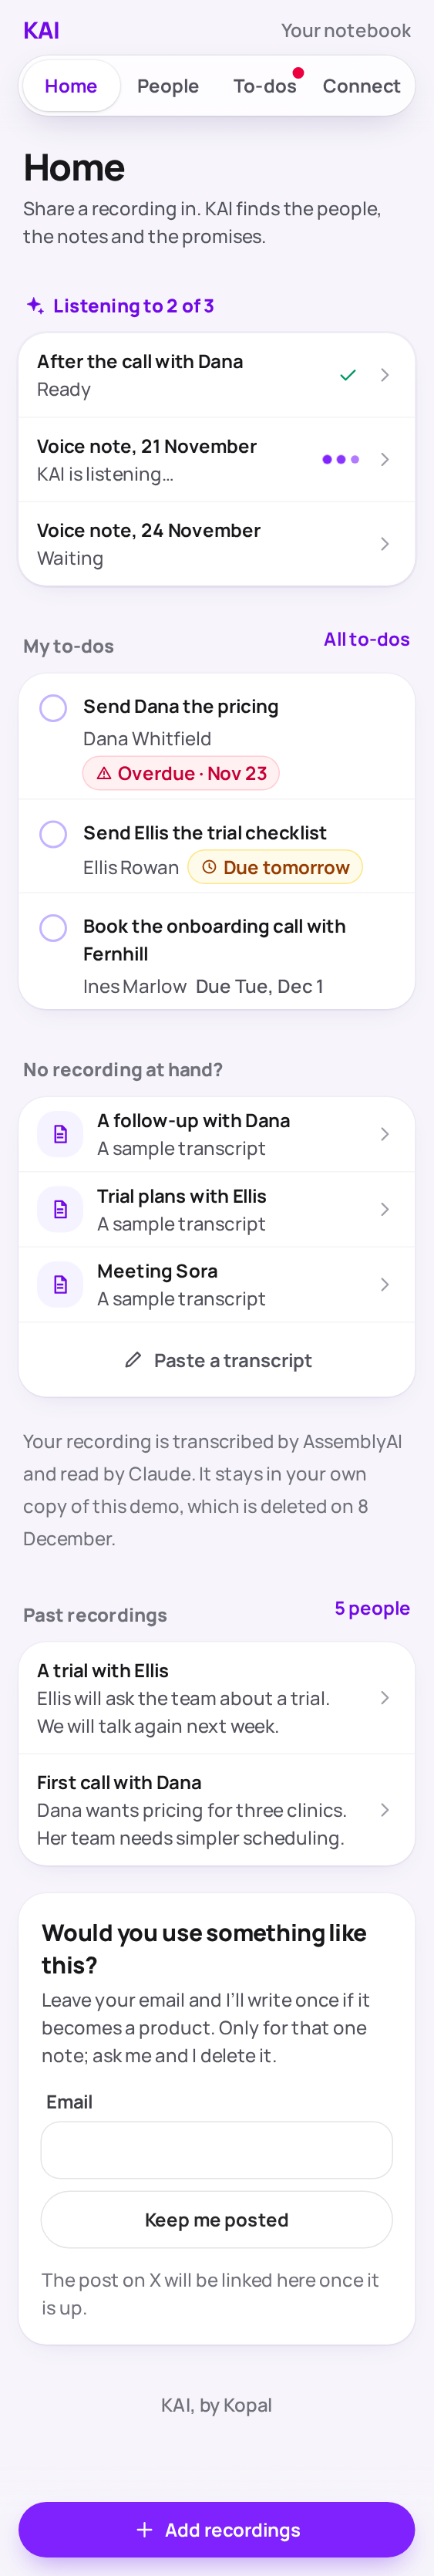 KAI
Your notebook
Home
People
To-dos
Connect
Home
Share a recording in. KAI finds the people,
the notes and the promises.
Listening to 2 of 3
After the call with Dana
Ready
Voice note, 21 November
KAI is listening…
Voice note, 24 November
Waiting
My to-dos
All to-dos
Send Dana the pricing
Dana Whitfield
Overdue · Nov 23
Send Ellis the trial checklist
Ellis Rowan
Due tomorrow
Book the onboarding call with
Fernhill
Ines Marlow
Due Tue, Dec 1
No recording at hand?
A follow-up with Dana
A sample transcript
Trial plans with Ellis
A sample transcript
Meeting Sora
A sample transcript
Paste a transcript
Your recording is transcribed by AssemblyAI
and read by Claude. It stays in your own
copy of this demo, which is deleted on 8
December.
Past recordings
5 people
A trial with Ellis
Ellis will ask the team about a trial.
We will talk again next week.
First call with Dana
Dana wants pricing for three clinics.
Her team needs simpler scheduling.
Would you use something like
this?
Leave your email and I’ll write once if it
becomes a product. Only for that one
note; ask me and I delete it.
Email
Keep me posted
The post on X will be linked here once it
is up.
KAI, by Kopal
Add recordings